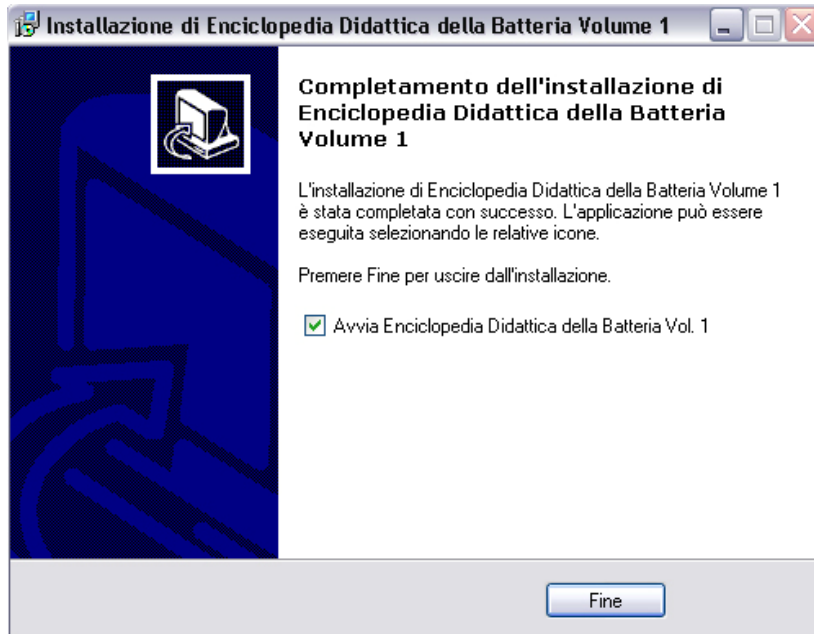 Installazione di Enciclopedia Didattica della Batteria Volume 1
Completamento dell'installazione di
Enciclopedia Didattica della Batteria
Volume 1
L'installazione di Enciclopedia Didattica della Batteria Volume 1
è stata completata con successo. L'applicazione può essere
eseguita selezionando le relative icone.
Premere Fine per uscire dall'installazione.
Avvia Enciclopedia Didattica della Batteria Vol. 1
Fine